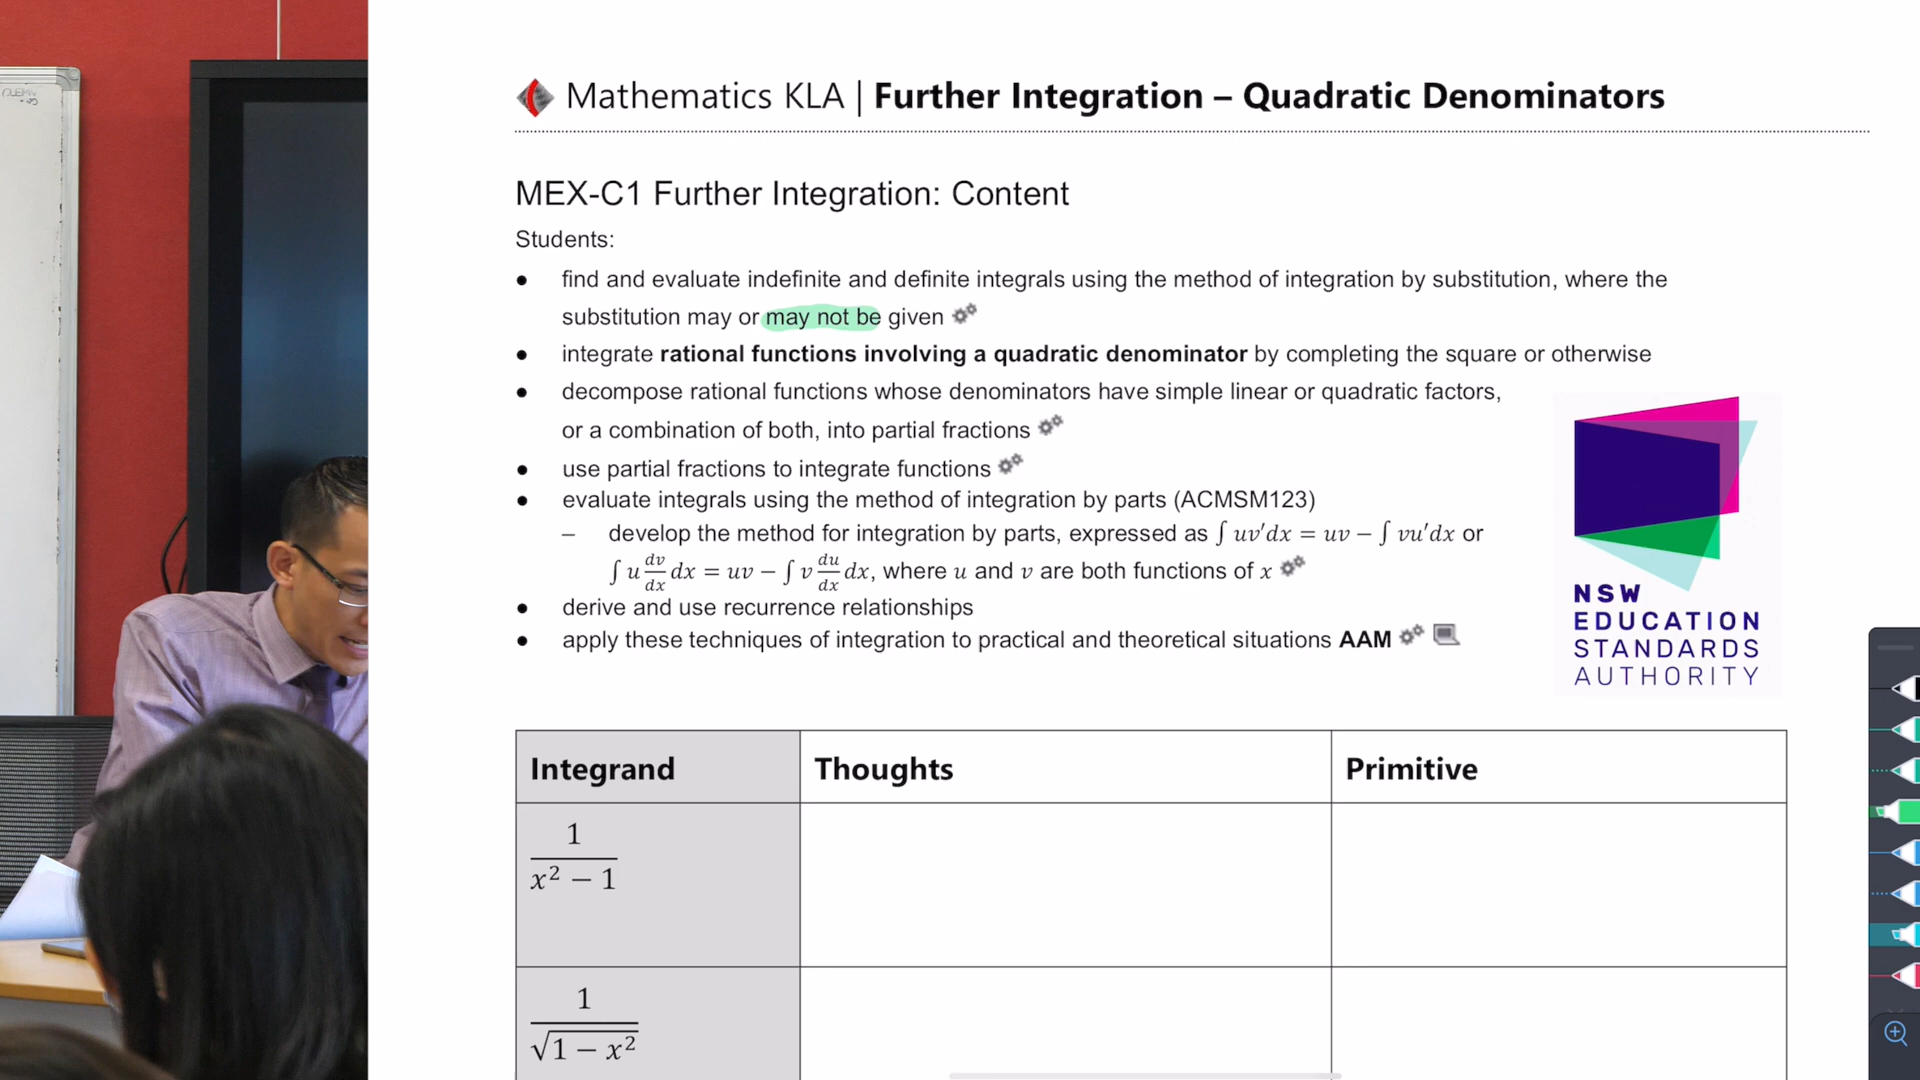 Mathematics KLA | Further Integration – Quadratic Denominators
MEX-C1 Further Integration: Content
Students:
● find and evaluate indefinite and definite integrals using the method of integration by substitution, where the
substitution may or may not be given
● integrate rational functions involving a quadratic denominator by completing the square or otherwise
● decompose rational functions whose denominators have simple linear or quadratic factors,
or a combination of both, into partial fractions
● use partial fractions to integrate functions
● evaluate integrals using the method of integration by parts (ACMSM123)
– develop the method for integration by parts, expressed as ∫ uv′dx = uv − ∫ vu′dx or
∫ u dv/dx dx = uv − ∫ v du/dx dx, where u and v are both functions of x
● derive and use recurrence relationships
● apply these techniques of integration to practical and theoretical situations AAM
NSW
EDUCATION
STANDARDS
AUTHORITY
Integrand Thoughts Primitive
1
x² − 1
1
√1 − x²